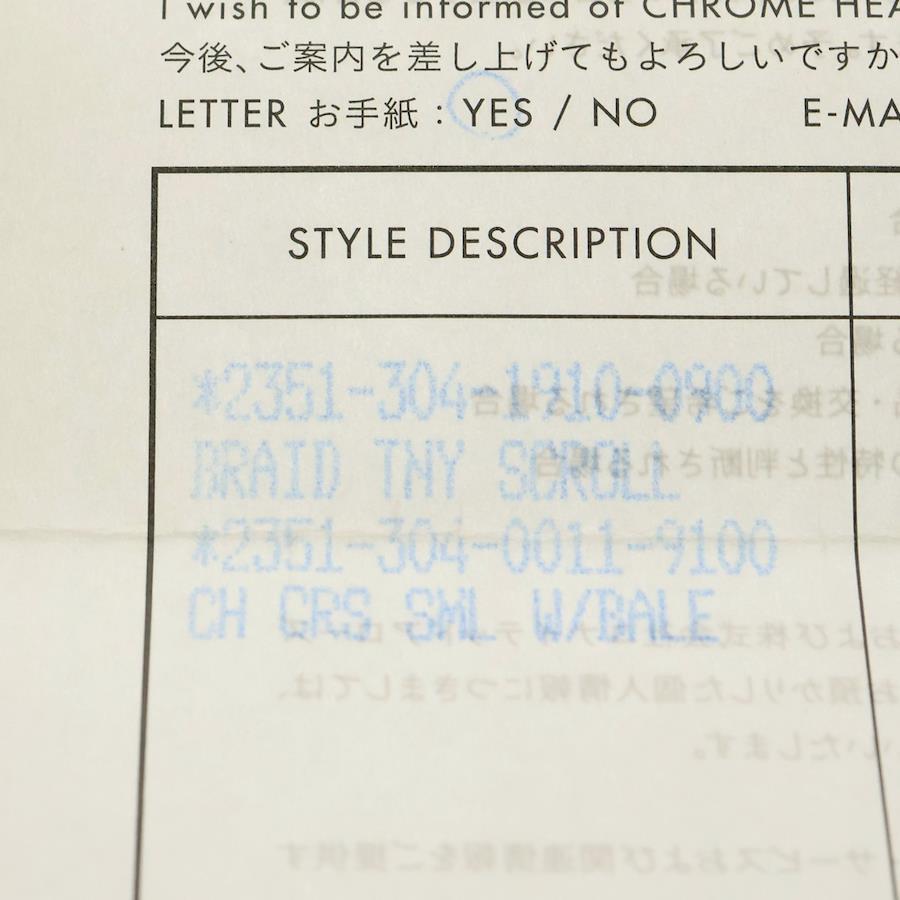 I wish to be informed of CHROME HEA
今後、ご案内を差し上げてもよろしいですか
LETTER お手紙 : YES / NO E-MA
STYLE DESCRIPTION
*2351-304-1910-0900
BRAID TNY SCROLL
*2351-304-0011-9100
CH CRS SML W/BALE